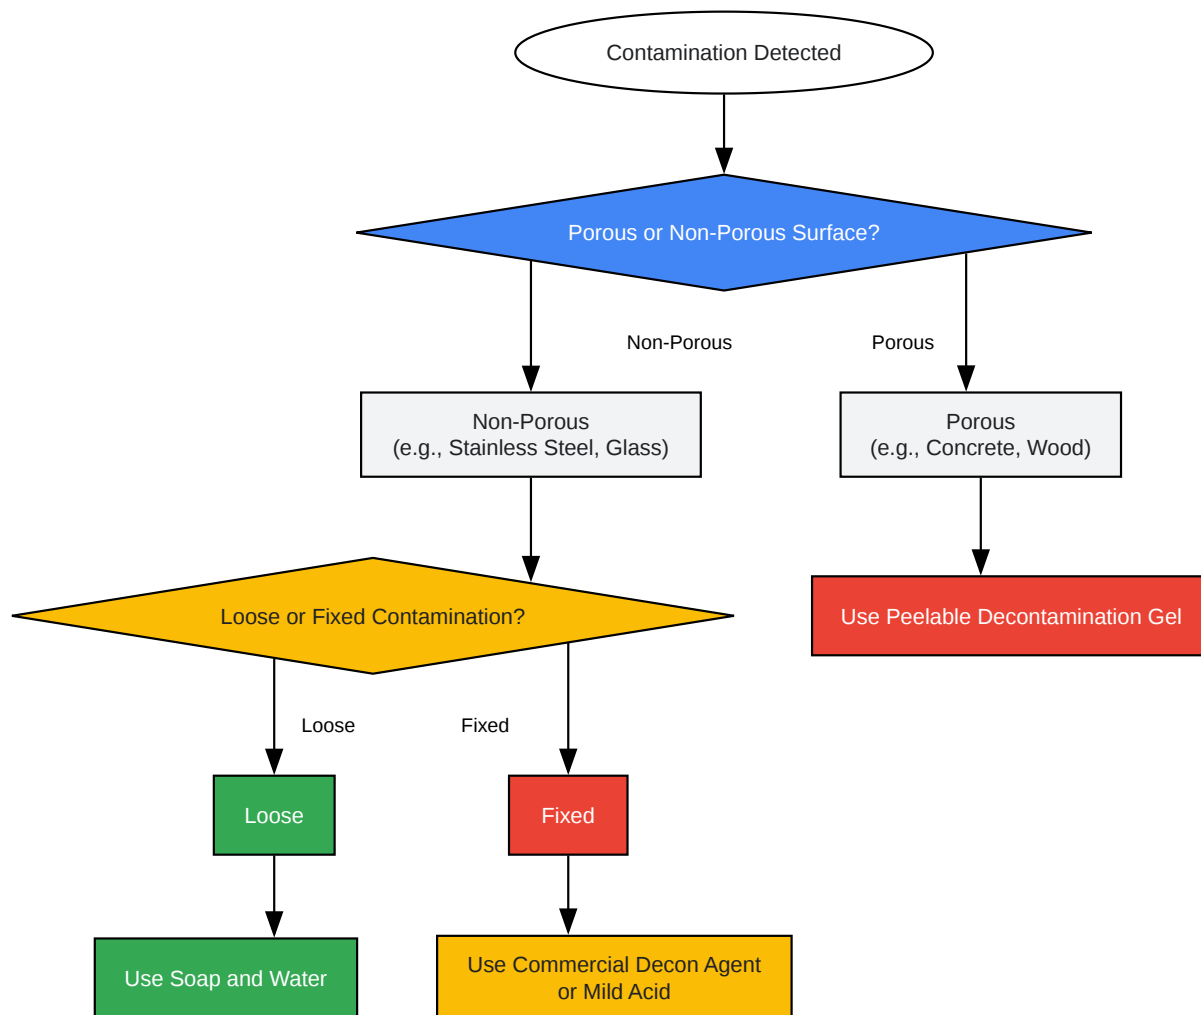 Contamination Detected
Porous or Non-Porous Surface?
Non-Porous
Porous
Non-Porous
(e.g., Stainless Steel, Glass)
Porous
(e.g., Concrete, Wood)
Loose or Fixed Contamination?
Use Peelable Decontamination Gel
Loose
Fixed
Loose
Fixed
Use Soap and Water
Use Commercial Decon Agent
or Mild Acid